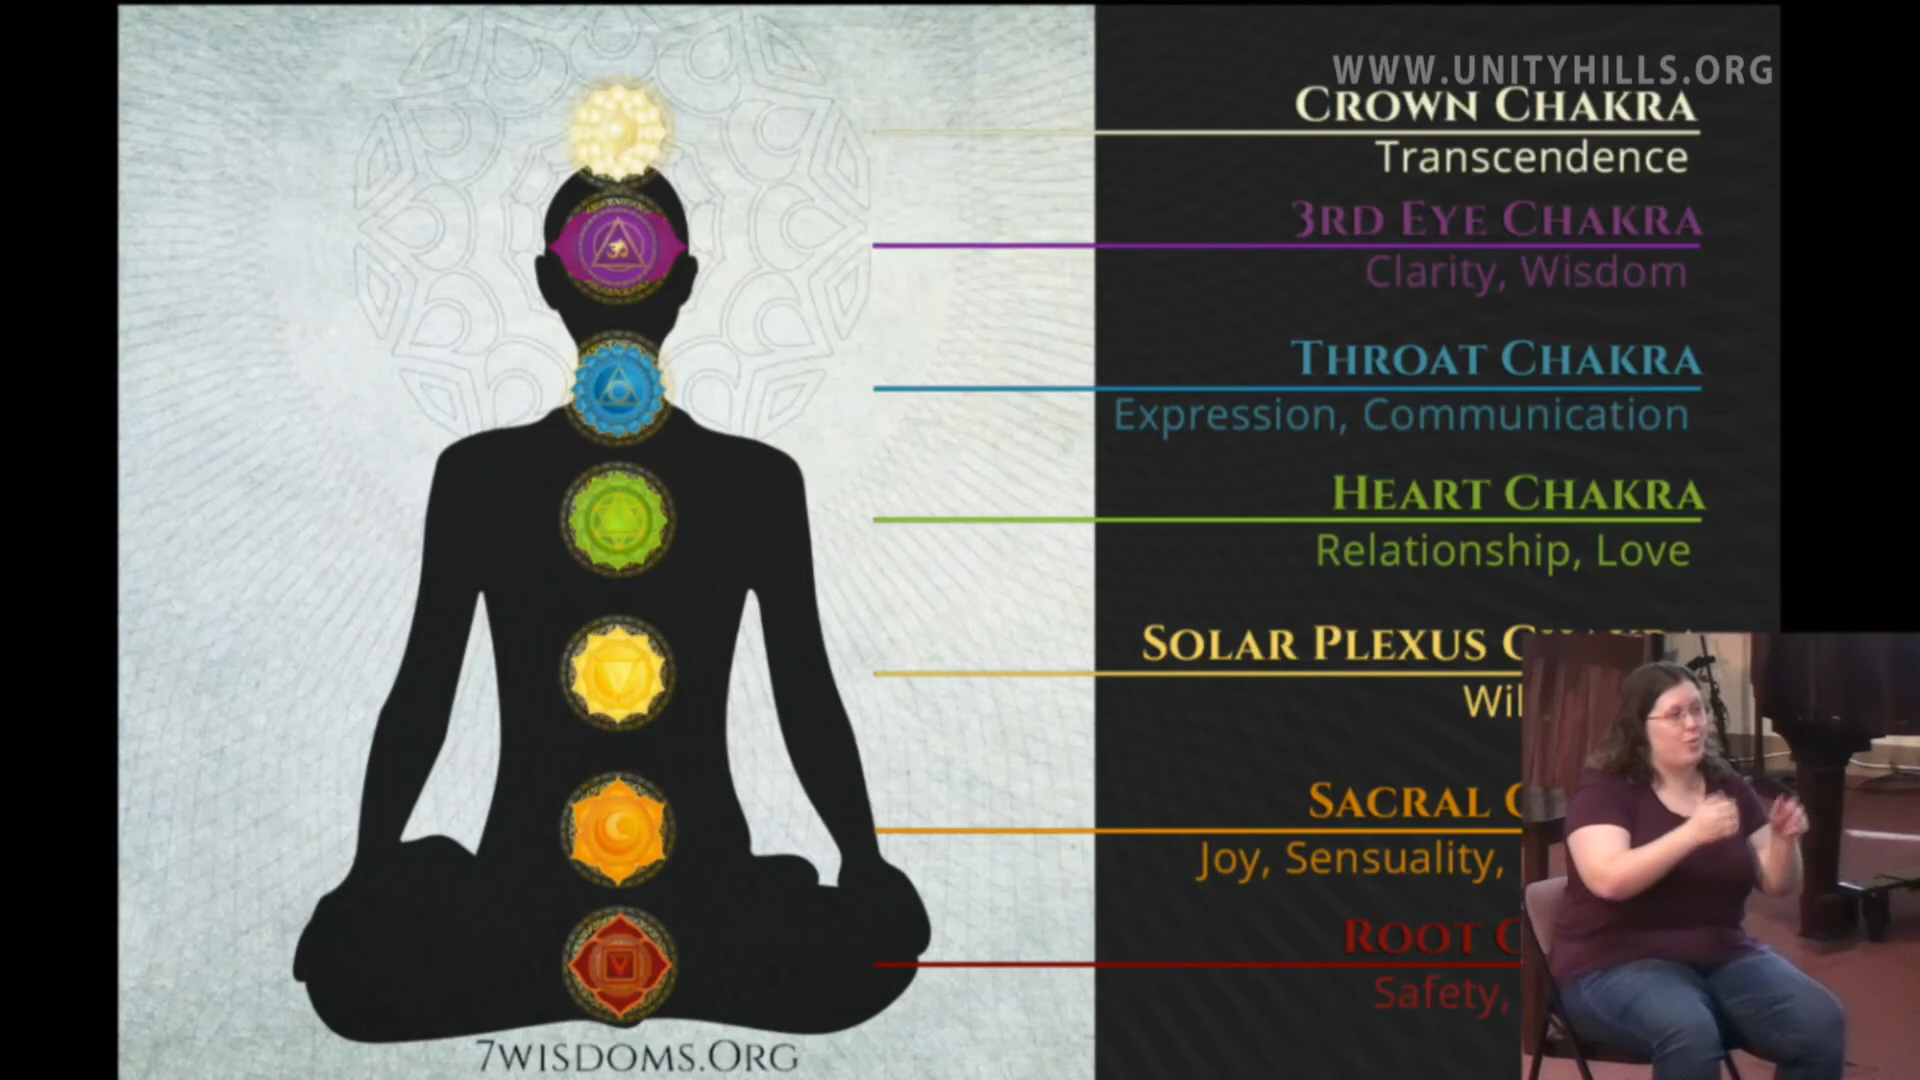 WWW.UNITYHILLS.ORG
CROWN CHAKRA
Transcendence
3RD EYE CHAKRA
Clarity, Wisdom
THROAT CHAKRA
Expression, Communication
HEART CHAKRA
Relationship, Love
SOLAR PLEXUS
SACRAL
Joy, Sensuality,
ROOT
Safety,
7WISDOMS.ORG